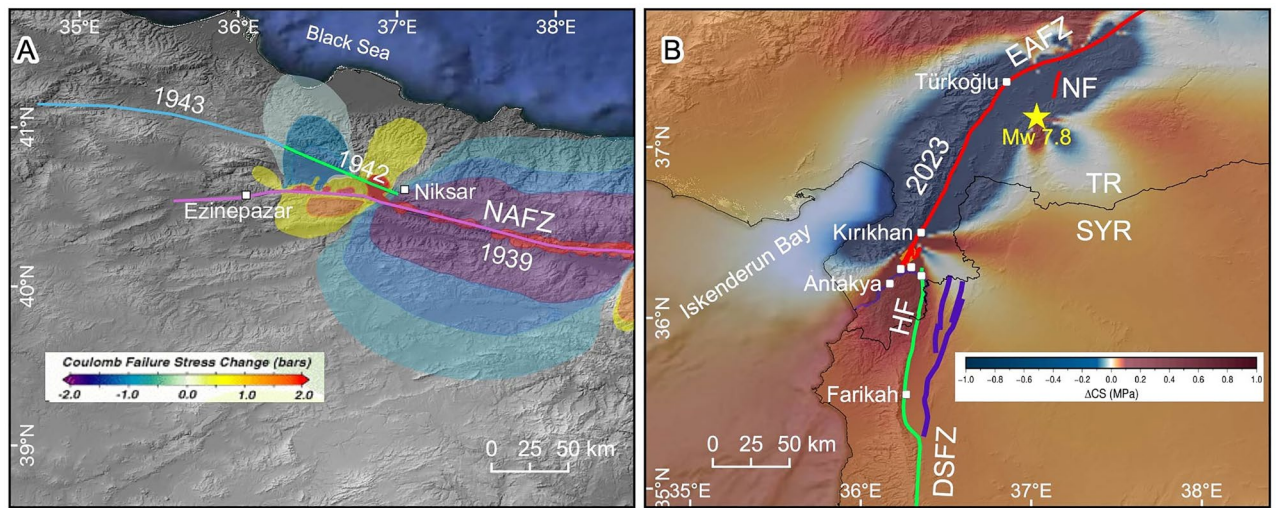 A
35°E
36°E
37°E
38°E
Black Sea
1943
41°N
1942
Niksar
Ezinepazar
NAFZ
1939
40°N
Coulomb Failure Stress Change (bars)
-2.0 -1.0 0.0 1.0 2.0
39°N
0 25 50 km
B
EAFZ
Türkoğlu
NF
Mw 7.8
37°N
2023
TR
SYR
Kırıkhan
Iskenderun Bay
Antakya
36°N
HF
-1.0 -0.8 -0.6 -0.4 -0.2 0.0 0.2 0.4 0.6 0.8 1.0
ΔCS (MPa)
Farikah
DSFZ
0 25 50 km
35°N
35°E
36°E
37°E
38°E